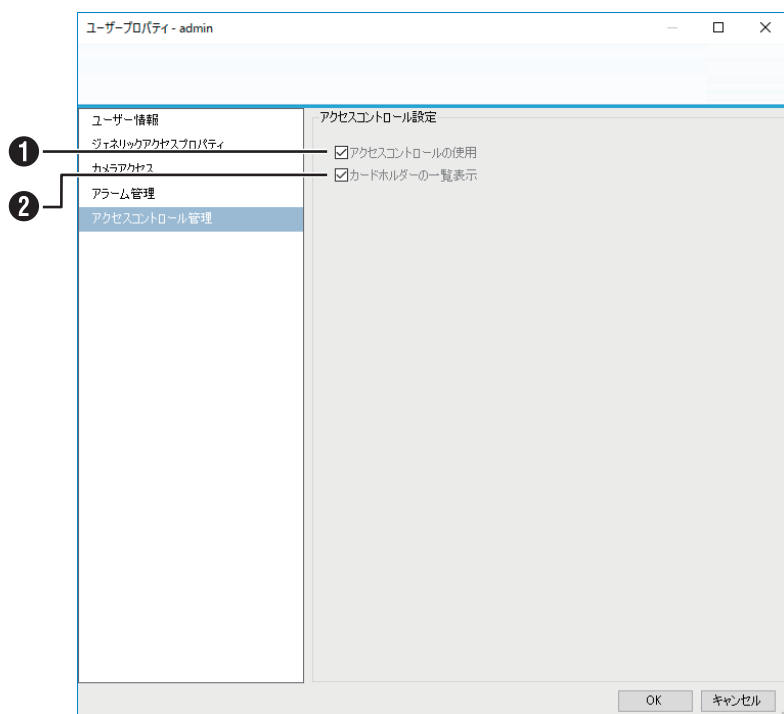 ユーザープロパティ - admin
ユーザー情報
ジェネリックアクセスプロパティ
カメラアクセス
アラーム管理
アクセスコントロール管理
アクセスコントロール設定
アクセスコントロールの使用
カードホルダーの一覧表示
❶
❷
OK
キャンセル